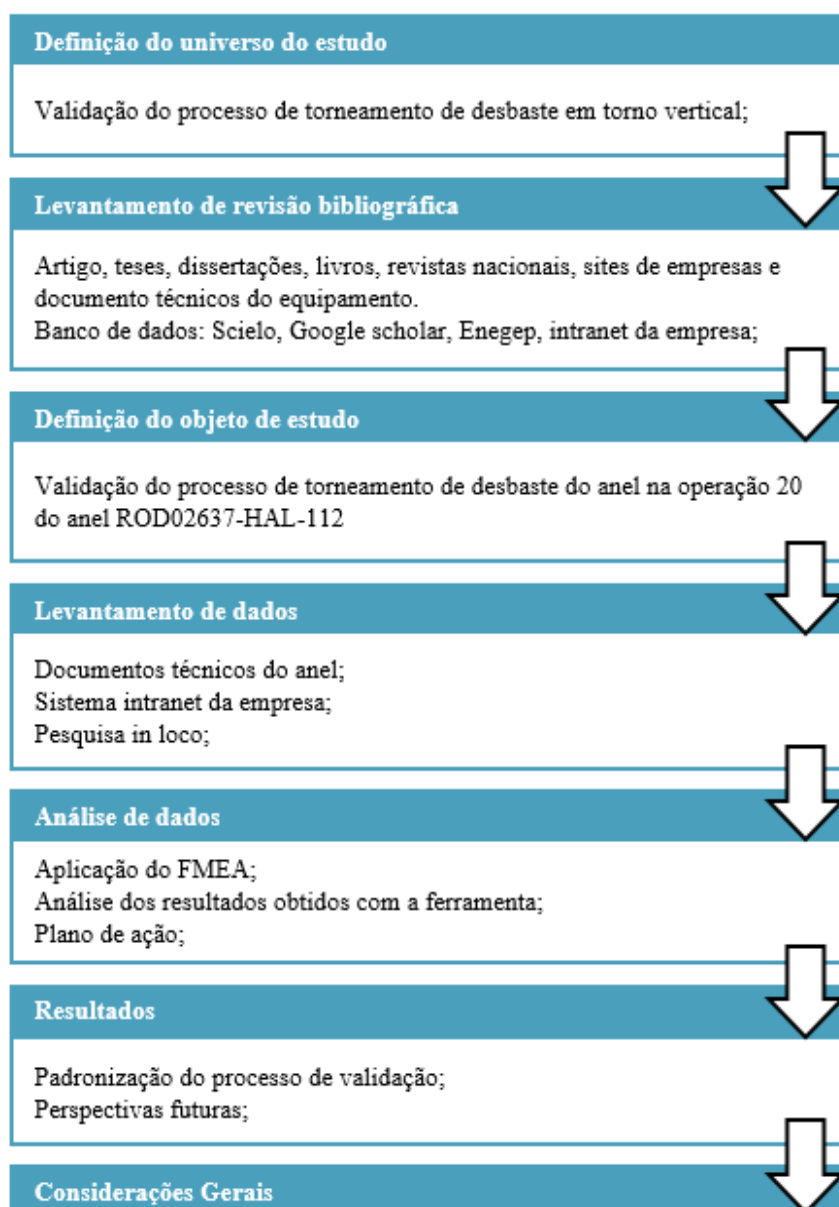 Definição do universo do estudo
Validação do processo de torneamento de desbaste em torno vertical;
Levantamento de revisão bibliográfica
Artigo, teses, dissertações, livros, revistas nacionais, sites de empresas e
documento técnicos do equipamento.
Banco de dados: Scielo, Google scholar, Enegep, intranet da empresa;
Definição do objeto de estudo
Validação do processo de torneamento de desbaste do anel na operação 20
do anel ROD02637-HAL-112
Levantamento de dados
Documentos técnicos do anel;
Sistema intranet da empresa;
Pesquisa in loco;
Análise de dados
Aplicação do FMEA;
Análise dos resultados obtidos com a ferramenta;
Plano de ação;
Resultados
Padronização do processo de validação;
Perspectivas futuras;
Considerações Gerais